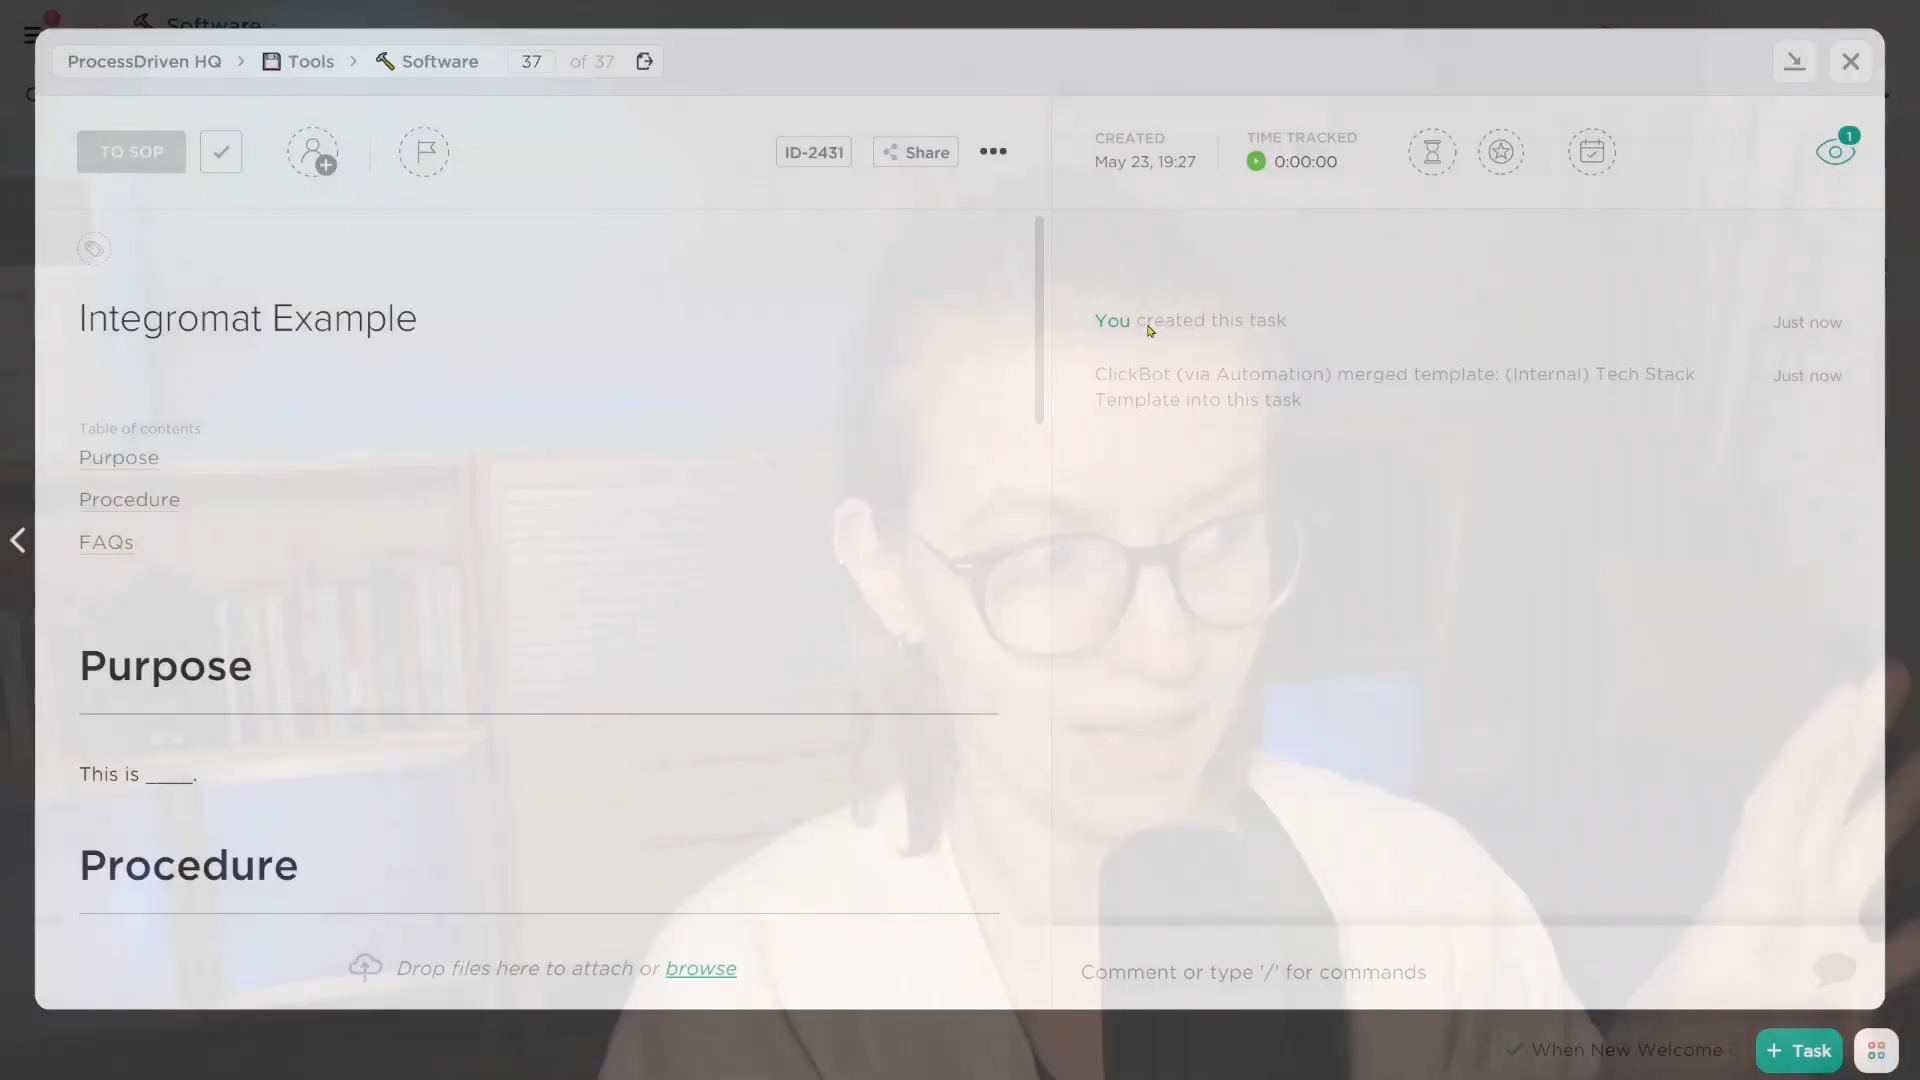 Software
ProcessDriven HQ > Tools > Software 37 of 37
TO SOP
ID-2431
Share
CREATED
May 23, 19:27
TIME TRACKED
0:00:00
1
Integromat Example
Table of contents
Purpose
Procedure
FAQs
Purpose
This is ____.
Procedure
Drop files here to attach or browse
You created this task
Just now
ClickBot (via Automation) merged template: (Internal) Tech Stack
Template into this task
Just now
Comment or type '/' for commands
When New Welcome
+ Task